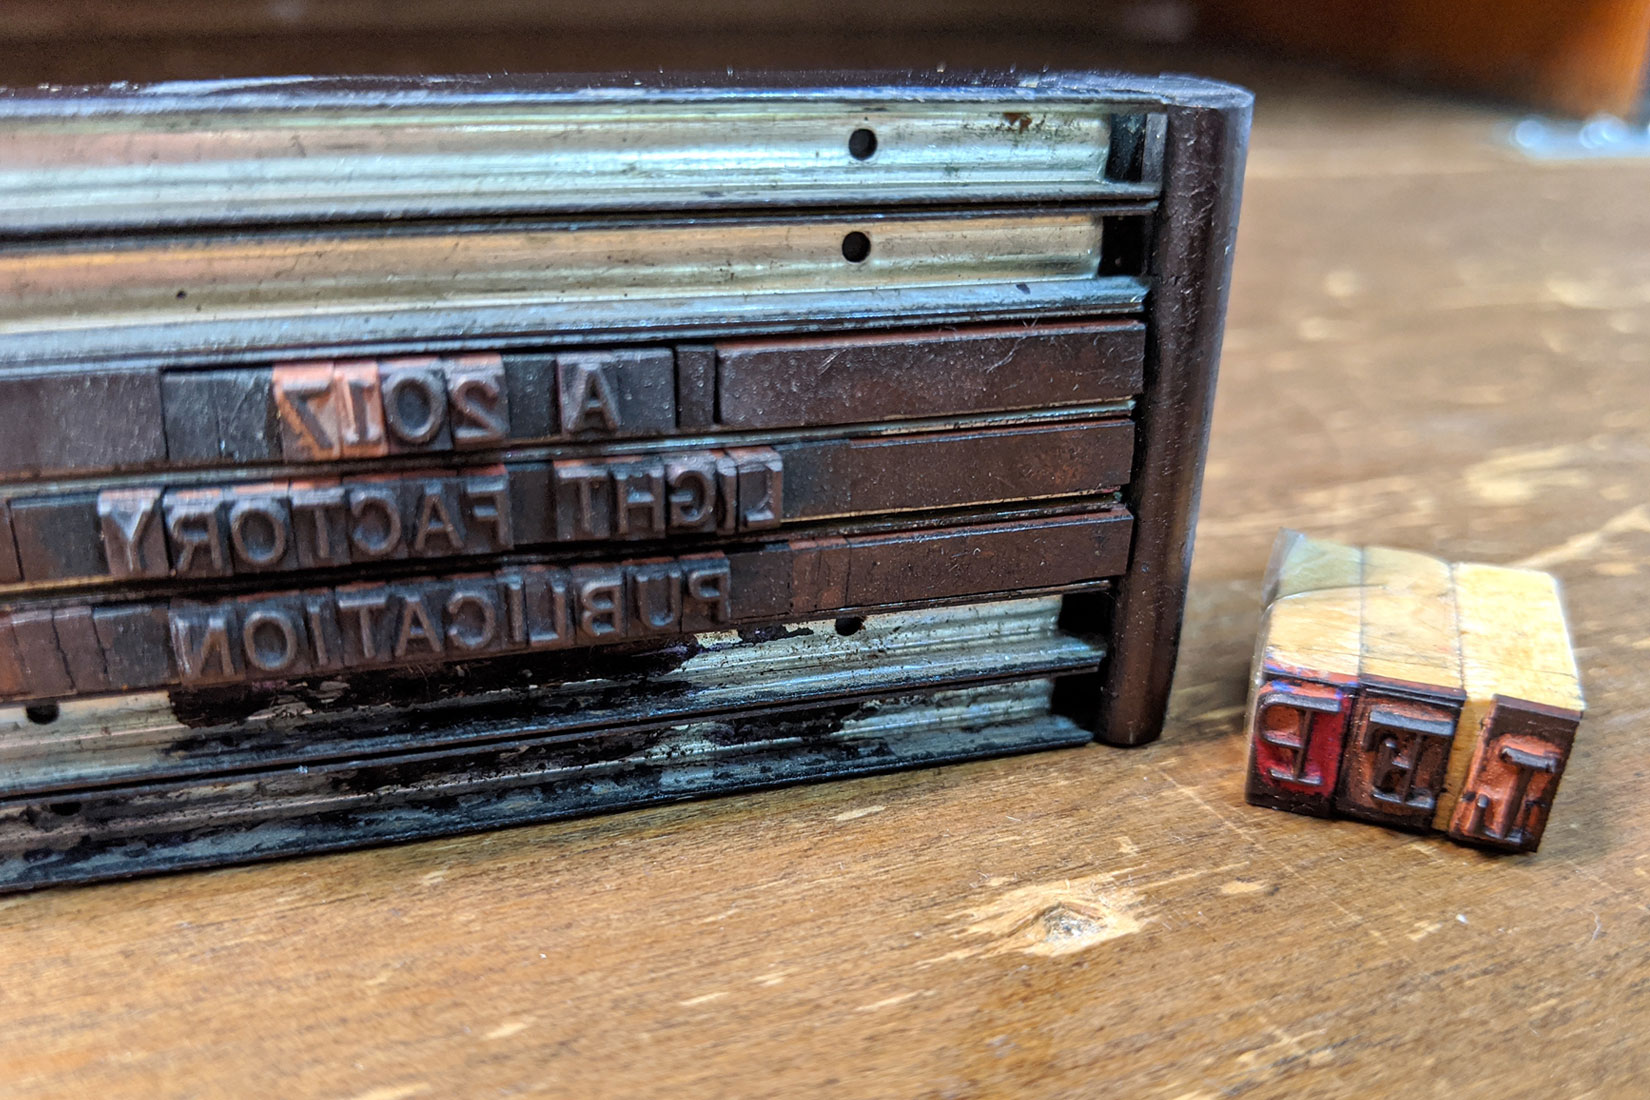 A 2017
LIGHT FACTORY
PUBLICATION